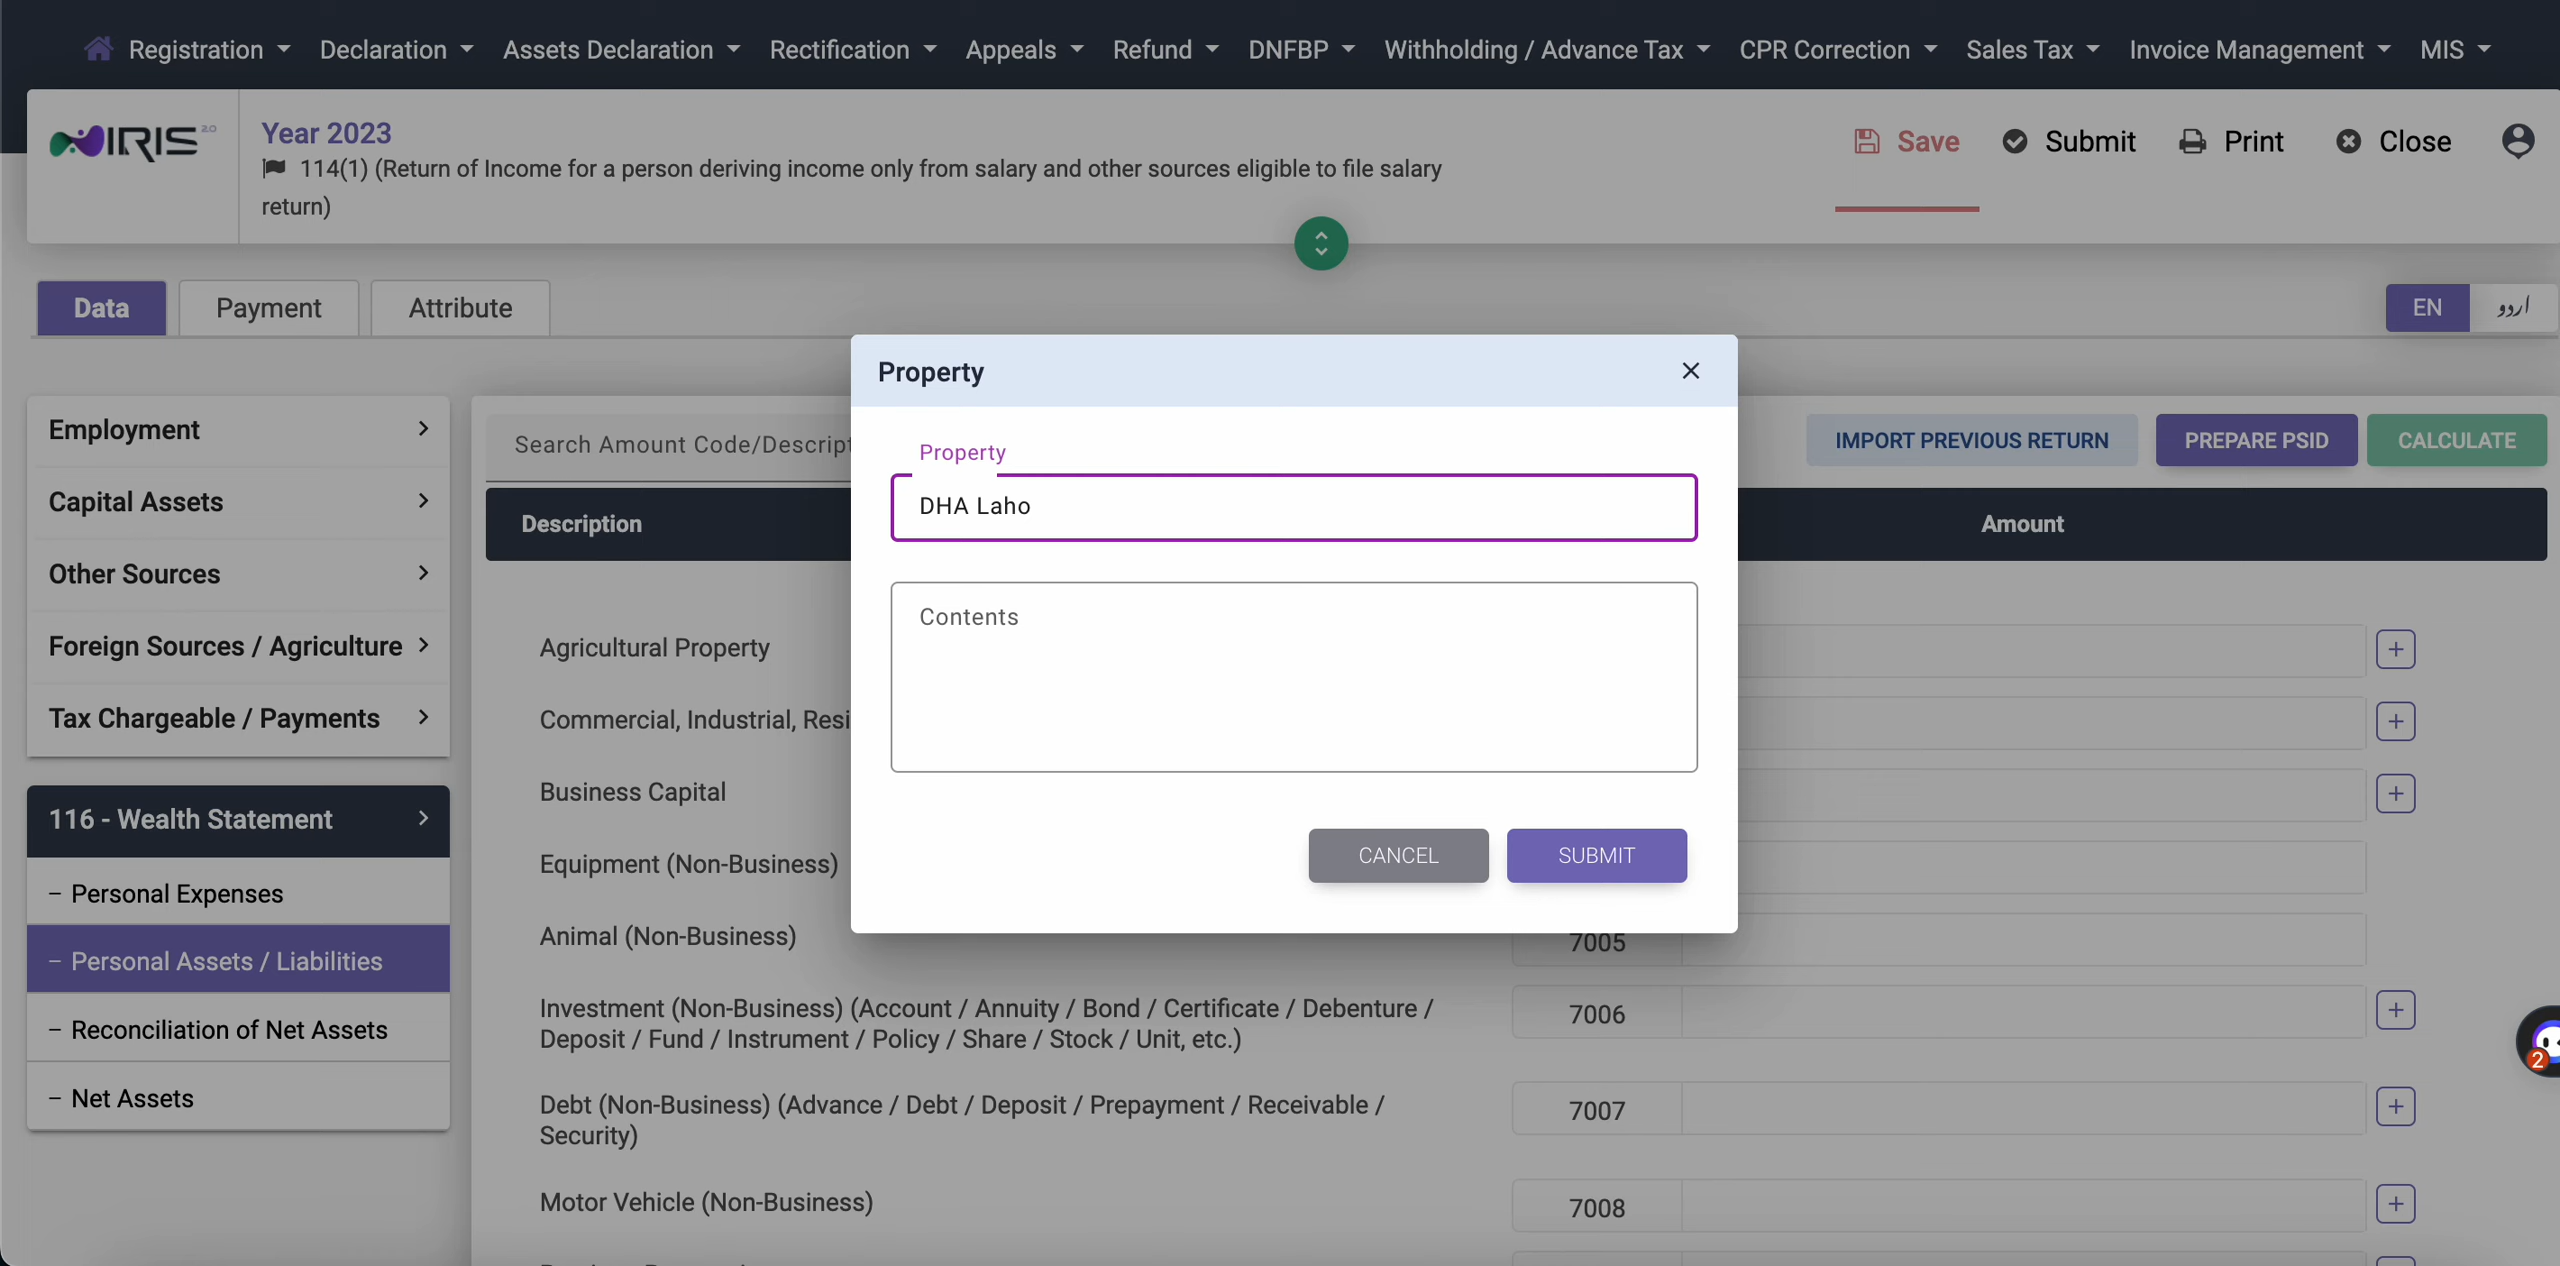 Registration
Declaration
Assets Declaration
Rectification
Appeals
Refund
DNFBP
Withholding / Advance Tax
CPR Correction
Sales Tax
Invoice Management
MIS
IRIS 2.0
Year 2023
114(1) (Return of Income for a person deriving income only from salary and other sources eligible to file salary
return)
Save
Submit
Print
Close
Data
Payment
Attribute
EN
اردو
Employment
Capital Assets
Other Sources
Foreign Sources / Agriculture
Tax Chargeable / Payments
116 - Wealth Statement
– Personal Expenses
– Personal Assets / Liabilities
– Reconciliation of Net Assets
– Net Assets
Search Amount Code/Descript
IMPORT PREVIOUS RETURN
PREPARE PSID
CALCULATE
Description
Amount
Property
Property
DHA Laho
Contents
CANCEL
SUBMIT
Agricultural Property
Commercial, Industrial, Resi
Business Capital
Equipment (Non-Business)
Animal (Non-Business)
7005
Investment (Non-Business) (Account / Annuity / Bond / Certificate / Debenture /
Deposit / Fund / Instrument / Policy / Share / Stock / Unit, etc.)
7006
Debt (Non-Business) (Advance / Debt / Deposit / Prepayment / Receivable /
Security)
7007
Motor Vehicle (Non-Business)
7008
2